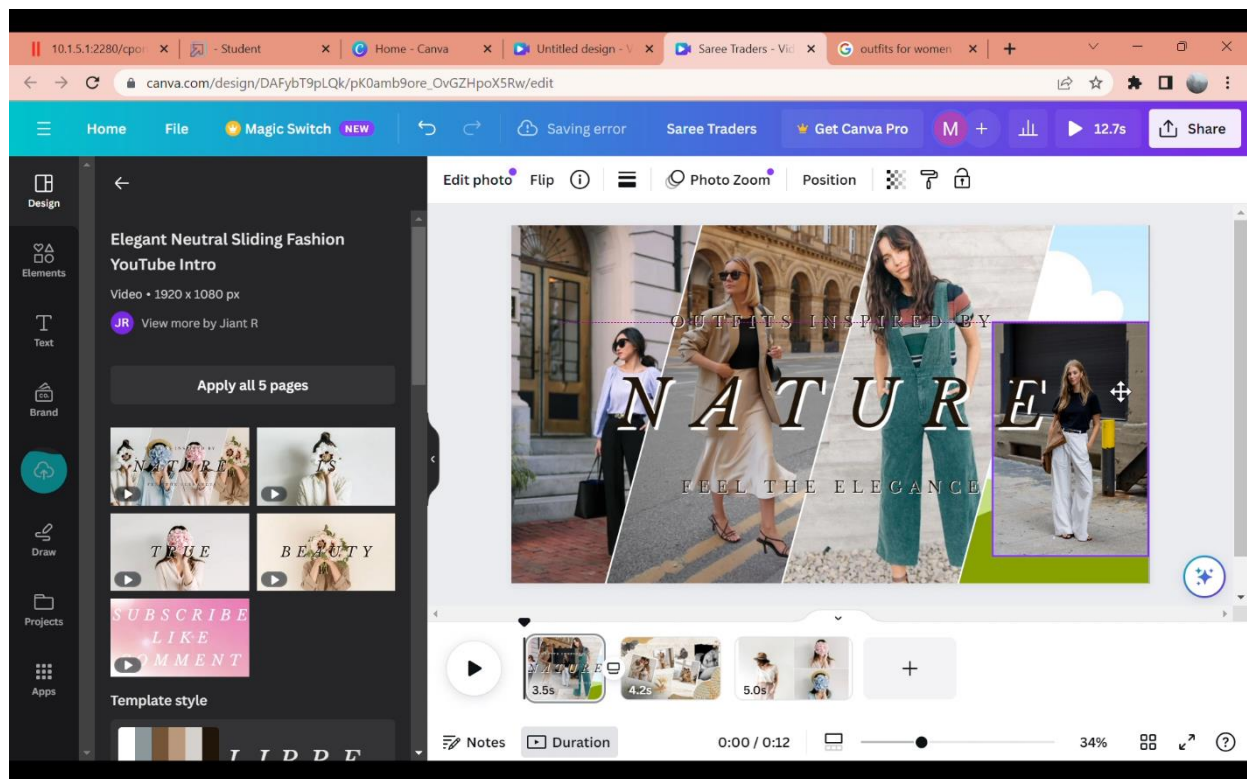 10.1.5.1:2280/cpor
- Student
Home - Canva
Untitled design - V
Saree Traders - Vid
outfits for women
canva.com/design/DAFybT9pLQk/pK0amb9ore_OvGZHpoX5Rw/edit
Home File Magic Switch NEW Saving error Saree Traders Get Canva Pro M + 12.7s Share
Design
Elements
Text
CO.
Brand
Draw
Projects
Apps
Elegant Neutral Sliding Fashion
YouTube Intro
Video • 1920 x 1080 px
JR View more by Jiant R
Apply all 5 pages
NATURE
IS
TRUE
BEAUTY
SUBSCRIBE
LIKE
COMMENT
Template style
Edit photo Flip Photo Zoom Position
OUTFITS INSPIRED BY
NATURE
FEEL THE ELEGANCE
NATURE
3.5s
4.2s
5.0s
Notes Duration 0:00 / 0:12 34%